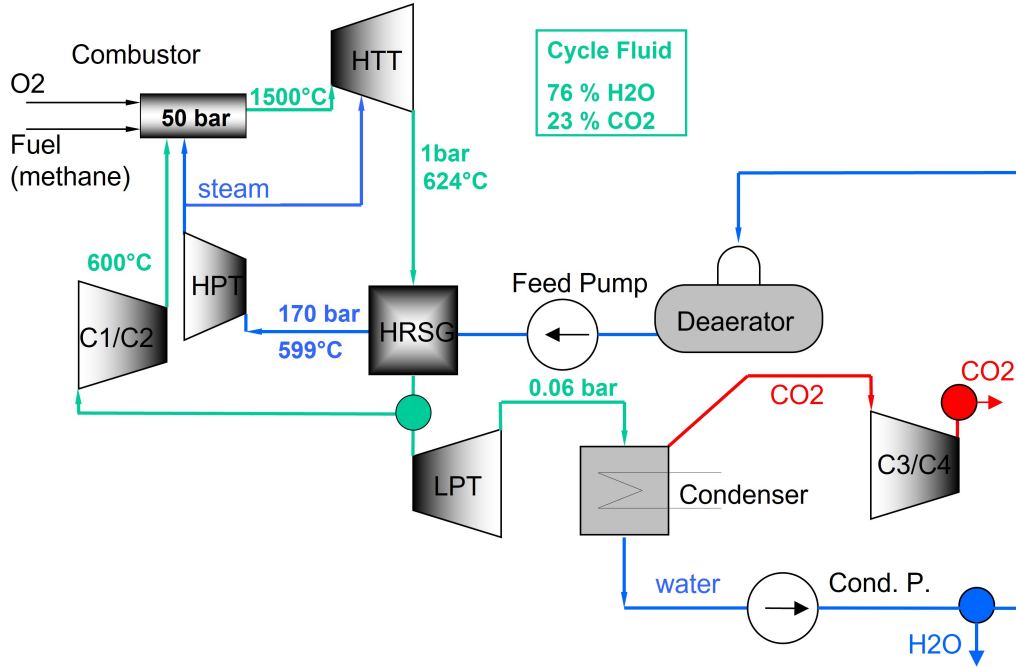 Combustor
HTT
Cycle Fluid
76 % H2O
23 % CO2
O2
1500°C
50 bar
Fuel
(methane)
1bar
624°C
steam
600°C
HPT
Feed Pump
170 bar
599°C
HRSG
Deaerator
C1/C2
0.06 bar
CO2
CO2
C3/C4
LPT
Condenser
water
Cond. P.
H2O